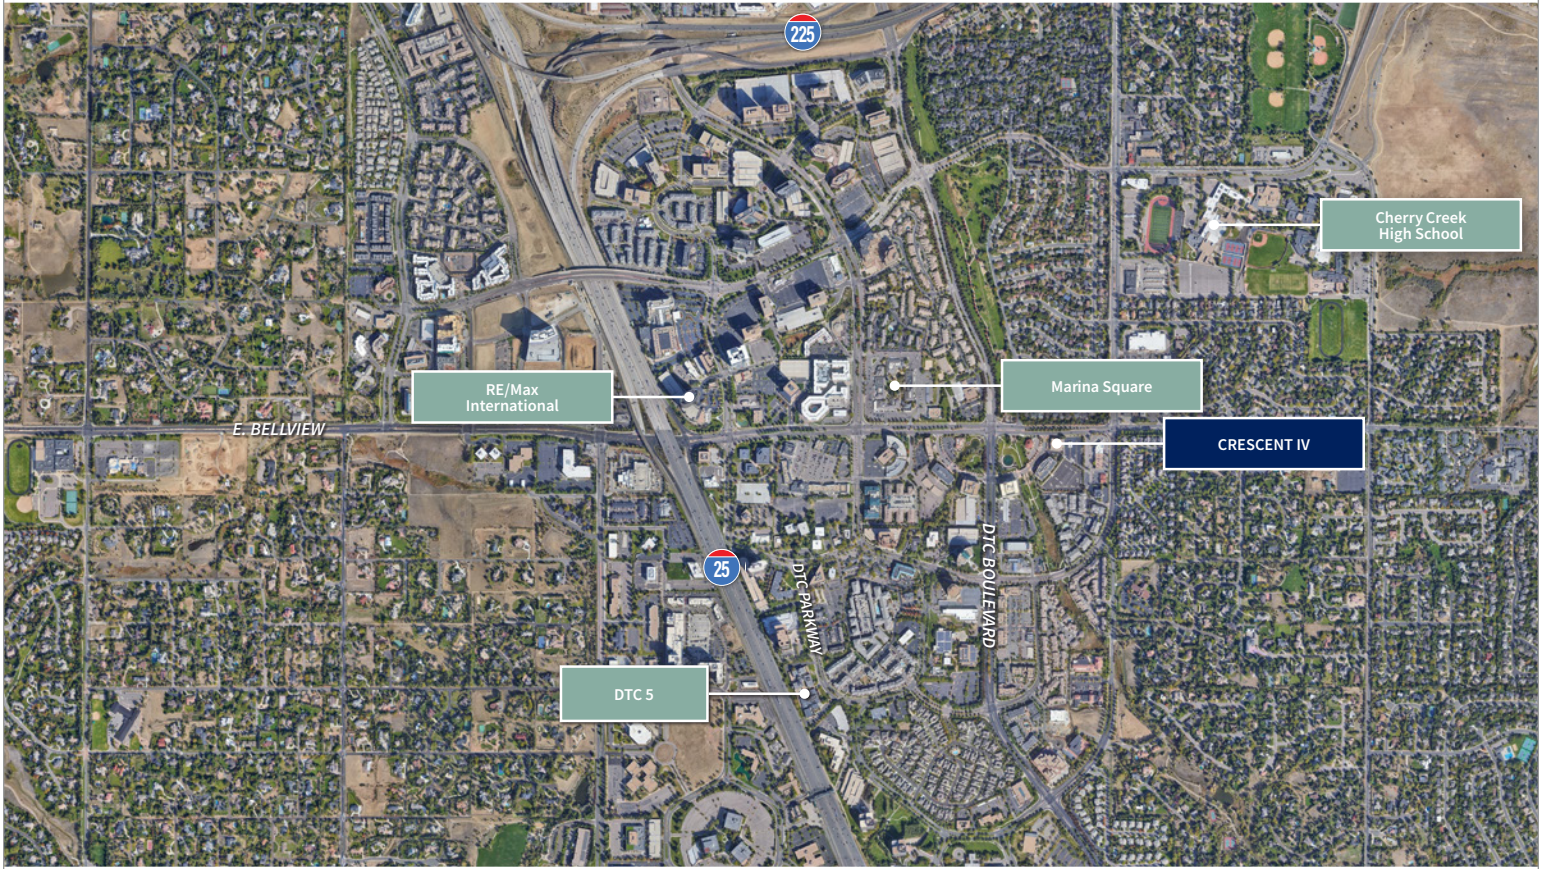 225
Cherry Creek
High School
RE/Max
International
Marina Square
E. BELLVIEW
CRESCENT IV
25
DTC PARKWAY
DTC BOULEVARD
DTC 5